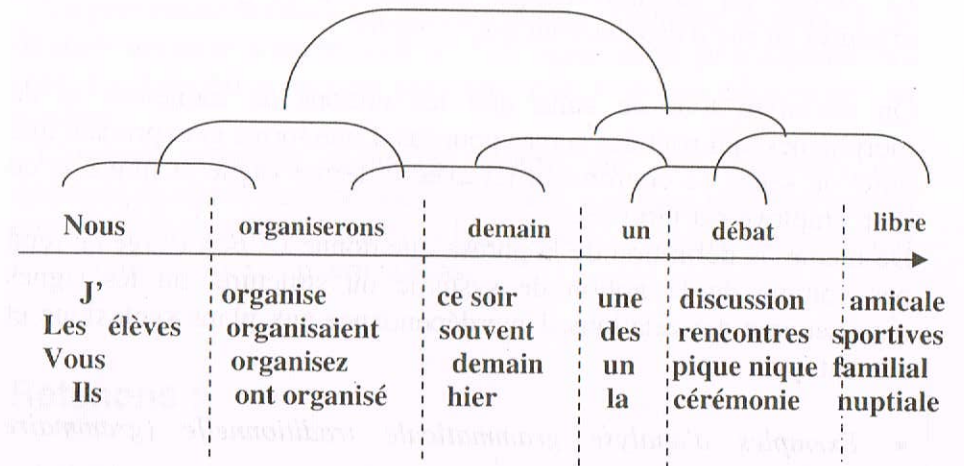 Nous organiserons demain un débat libre
J' organise ce soir une discussion amicale
Les élèves organisaient souvent des rencontres sportives
Vous organisez demain un pique nique familial
Ils ont organisé hier la cérémonie nuptiale